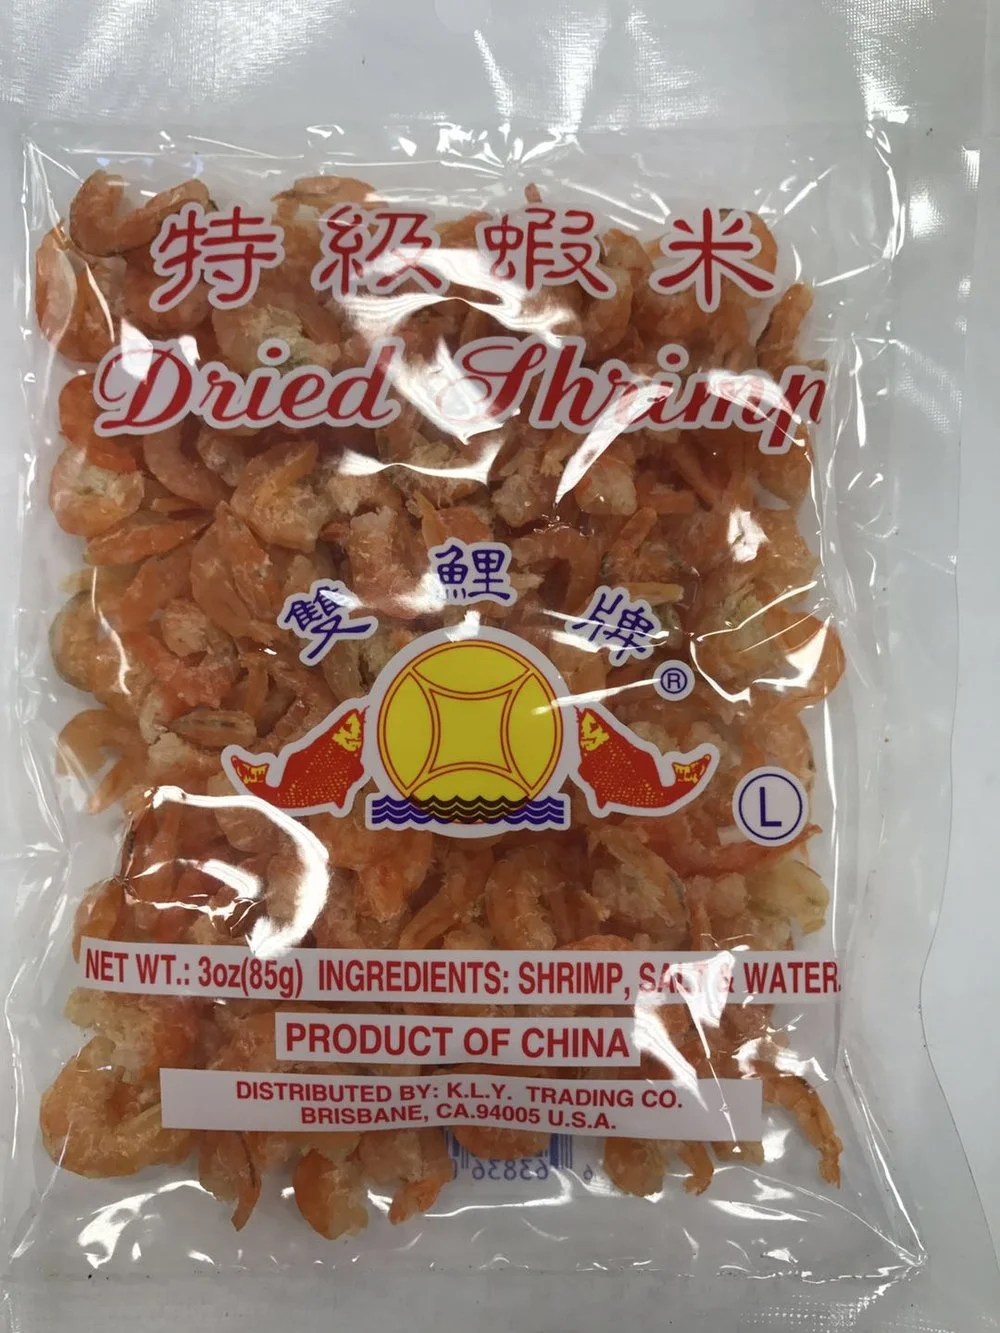 特級蝦米
Dried Shrimp
雙鯉牌
®
L
NET WT.: 3oz(85g) INGREDIENTS: SHRIMP, SALT & WATER.
PRODUCT OF CHINA
DISTRIBUTED BY: K.L.Y. TRADING CO.
BRISBANE, CA.94005 U.S.A.